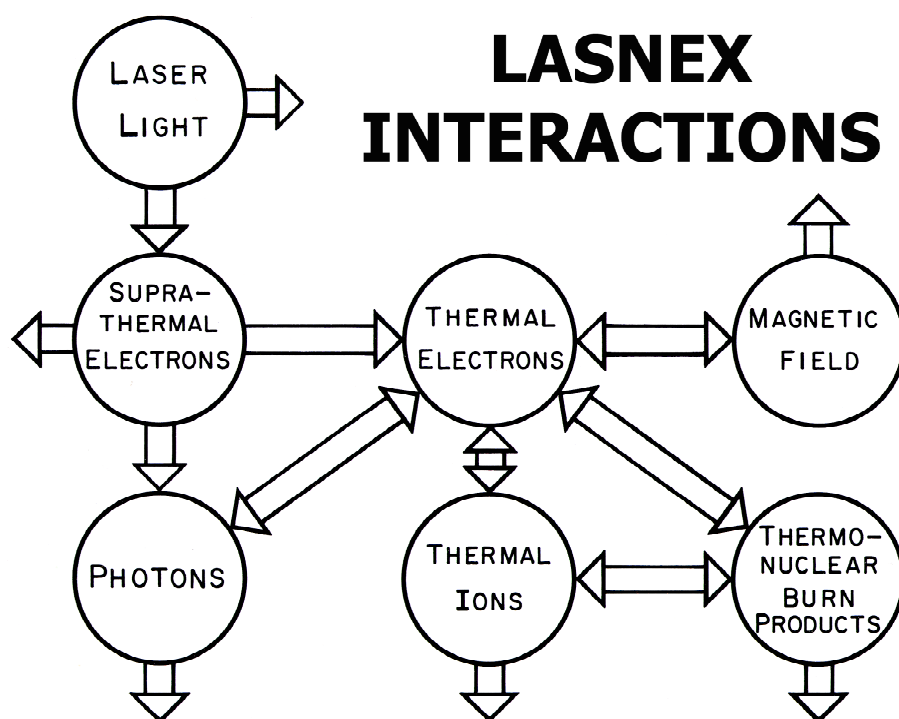 LASNEX
INTERACTIONS
LASER
LIGHT
SUPRA-
THERMAL
ELECTRONS
THERMAL
ELECTRONS
MAGNETIC
FIELD
PHOTONS
THERMAL
IONS
THERMO-
NUCLEAR
BURN
PRODUCTS